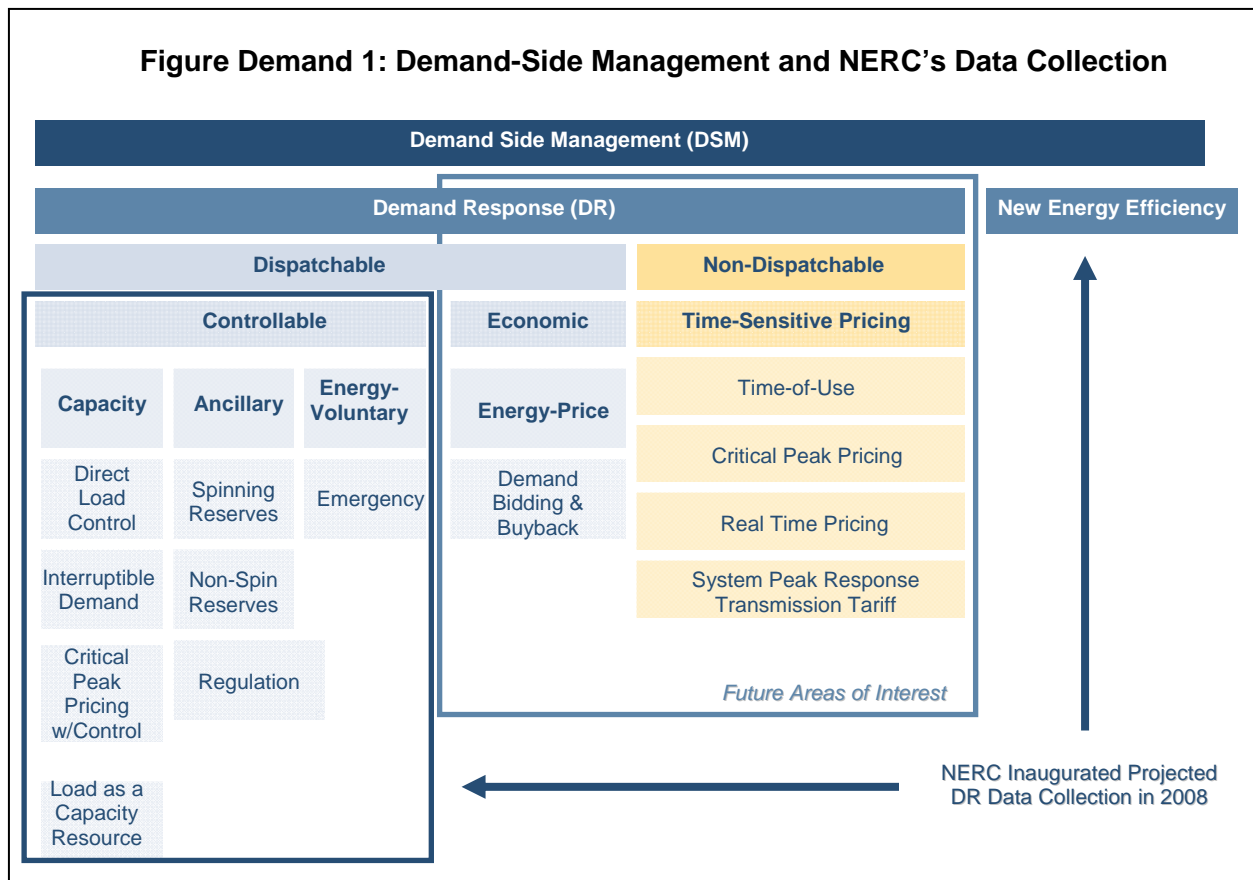 Figure Demand 1: Demand-Side Management and NERC's Data Collection
Demand Side Management (DSM)
Demand Response (DR)
New Energy Efficiency
Dispatchable
Non-Dispatchable
Controllable
Economic
Time-Sensitive Pricing
Capacity
Ancillary
Energy-
Voluntary
Energy-Price
Time-of-Use
Critical Peak Pricing
Direct
Load
Control
Spinning
Reserves
Emergency
Demand
Bidding &
Buyback
Real Time Pricing
Interruptible
Demand
Non-Spin
Reserves
System Peak Response
Transmission Tariff
Critical
Peak
Pricing
w/Control
Regulation
Future Areas of Interest
Load as a
Capacity
Resource
NERC Inaugurated Projected
DR Data Collection in 2008